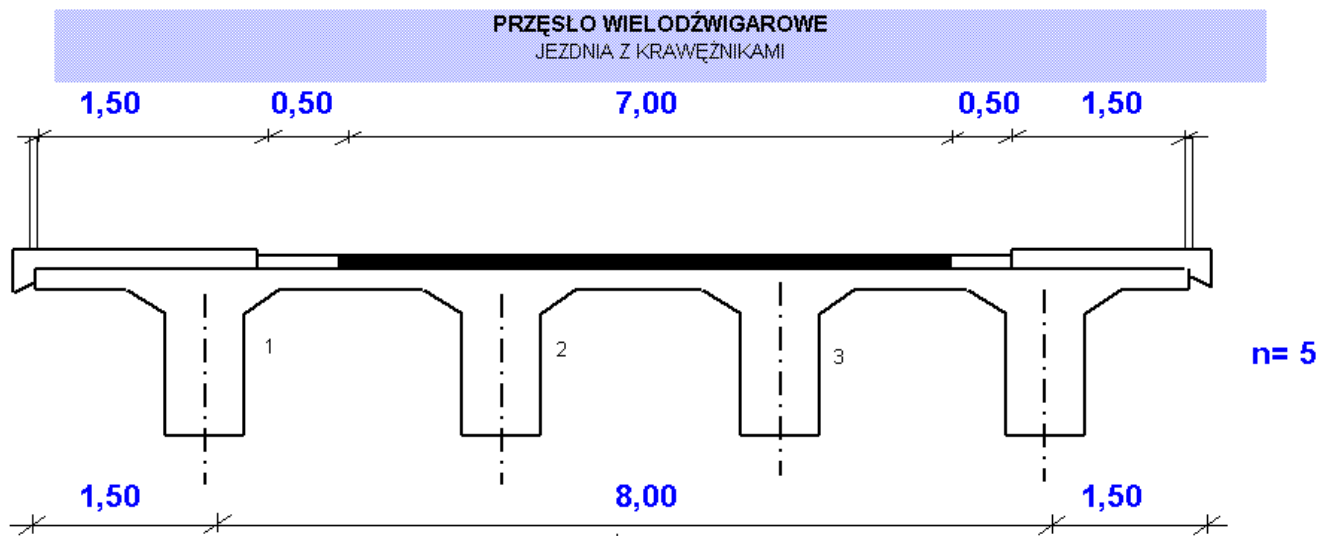 PRZĘSŁO WIELODŹWIGAROWE
JEZDNIA Z KRAWĘŻNIKAMI
1,50 0,50 7,00 0,50 1,50
1 2 3
n= 5
1,50 8,00 1,50